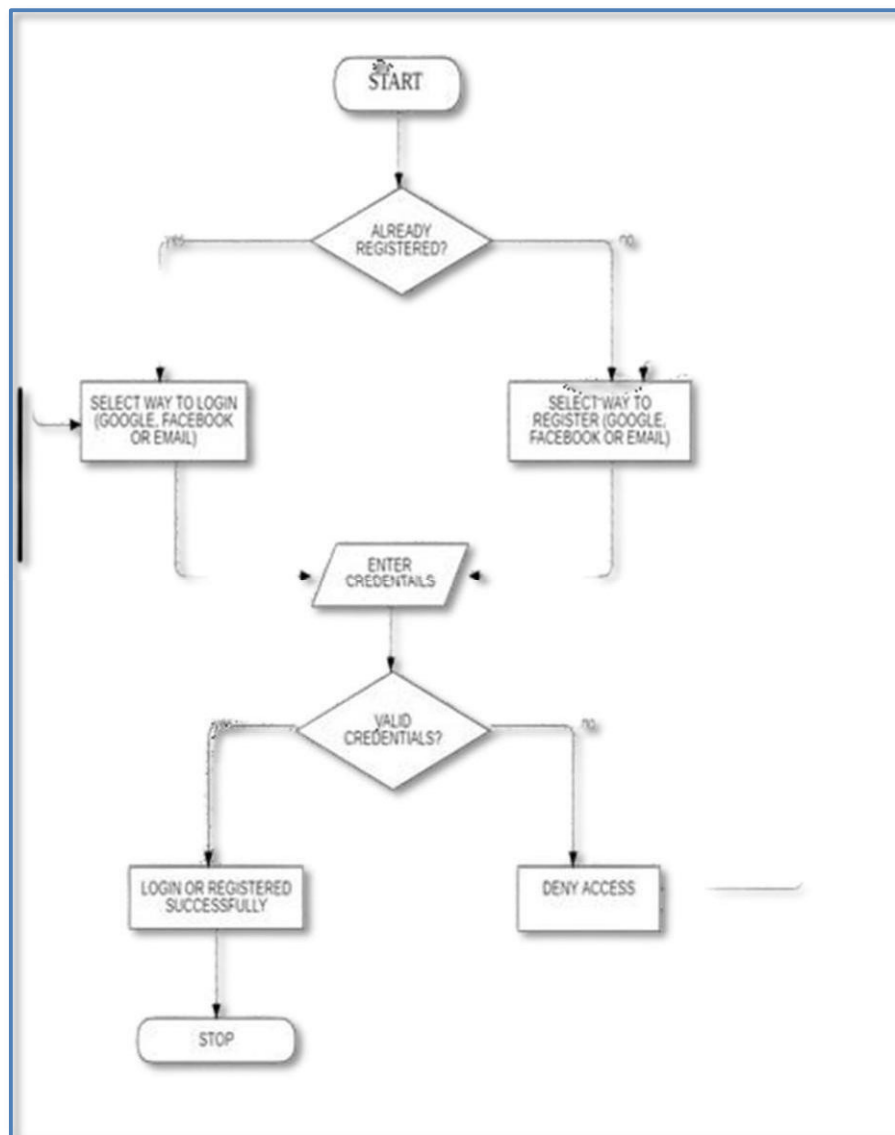 START
ALREADY
REGISTERED?
yes
no
SELECT WAY TO LOGIN
(GOOGLE, FACEBOOK
OR EMAIL)
SELECT WAY TO
REGISTER (GOOGLE,
FACEBOOK OR EMAIL)
ENTER
CREDENTAILS
VALID
CREDENTIALS?
yes
no
LOGIN OR REGISTERED
SUCCESSFULLY
DENY ACCESS
STOP